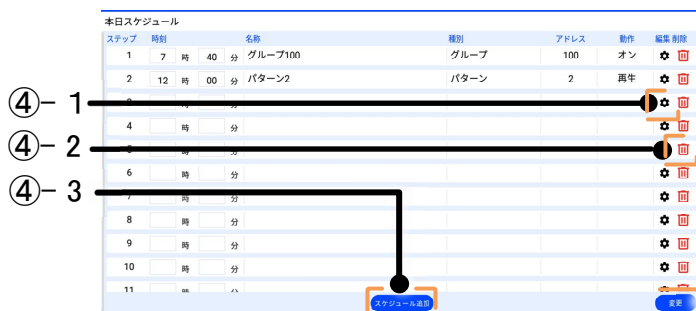 本日スケジュール
ステップ 時刻 名称 種別 アドレス 動作 編集 削除
1 7 時 40 分 グループ100 グループ 100 オン
2 12 時 00 分 パターン2 パターン 2 再生
④-1
4 時 分
④-2
6 時 分
④-3
8 時 分
9 時 分
10 時 分
11 時 分
スケジュール追加 変更